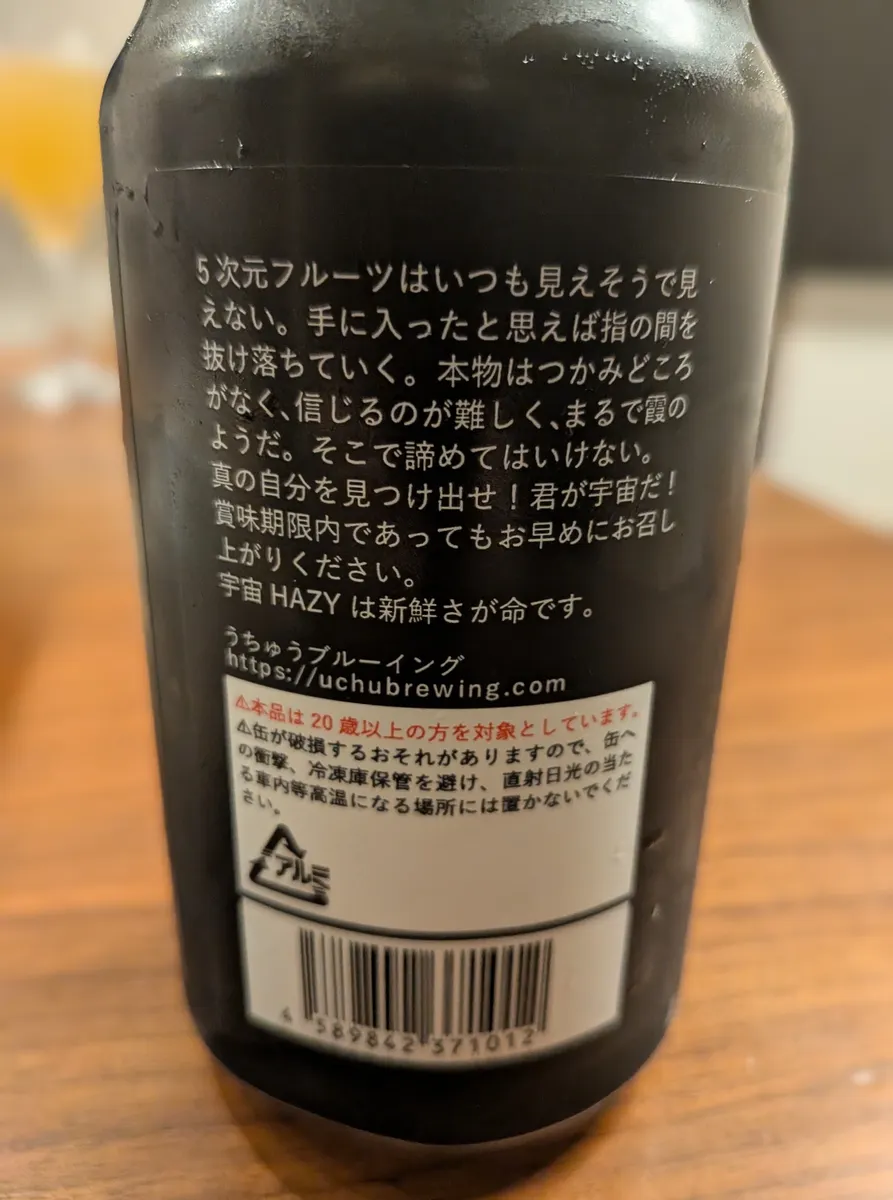 5次元フルーツはいつも見えそうで見
えない。手に入ったと思えば指の間を
抜け落ちていく。本物はつかみどころ
がなく、信じるのが難しく、まるで霞の
ようだ。そこで諦めてはいけない。
真の自分を見つけ出せ！君が宇宙だ！
賞味期限内であってもお早めにお召し
上がりください。
宇宙 HAZY は新鮮さが命です。
うちゅうブルーイング
https://uchubrewing.com
⚠本品は 20 歳以上の方を対象としています。
⚠缶が破損するおそれがありますので、缶へ
の衝撃、冷凍庫保管を避け、直射日光の当た
る車内等高温になる場所には置かないでくだ
さい。
アルミ
4 589842 371012